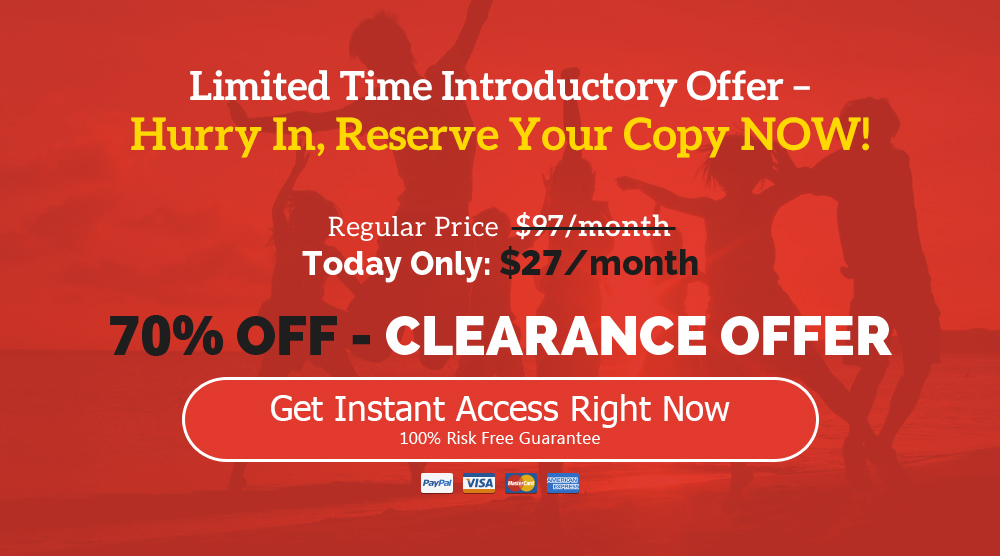 Limited Time Introductory Offer –
Hurry In, Reserve Your Copy NOW!
Regular Price $97/month
Today Only: $27/month
70% OFF - CLEARANCE OFFER
Get Instant Access Right Now
100% Risk Free Guarantee
PayPal VISA MasterCard AMERICAN EXPRESS